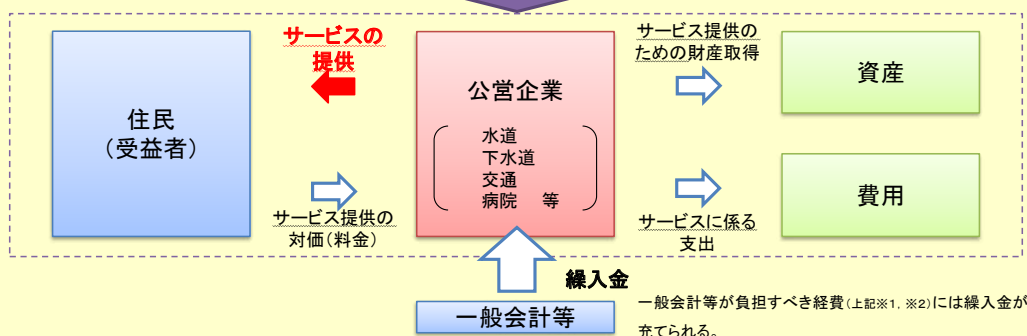 サービスの
提供
サービス提供の
ための財産取得
住民
（受益者）
公営企業
水道
下水道
交通
病院　等
資産
費用
サービス提供の
対価（料金）
サービスに係る
支出
繰入金
一般会計等
一般会計等が負担すべき経費（上記※1．※2）には繰入金が
充てられる。